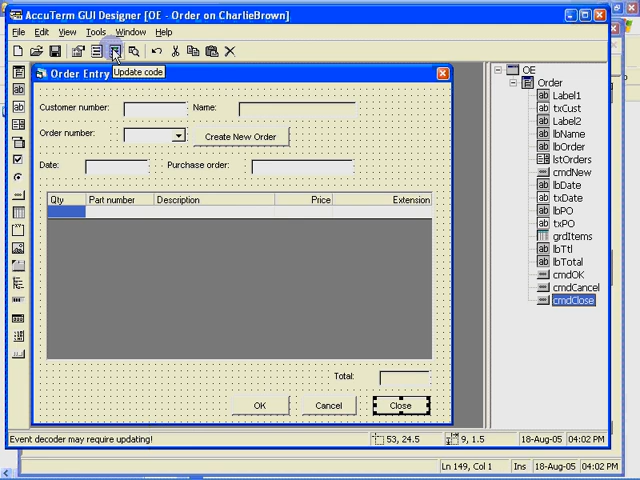 AccuTerm GUI Designer [OE - Order on CharlieBrown]
File Edit View Tools Window Help
Update code
Order Entry
Customer number: Name:
Order number: Create New Order
Date: Purchase order:
Qty Part number Description Price Extension
Total:
OK Cancel Close
OE
Order
Label1
txCust
Label2
lbName
lbOrder
lstOrders
cmdNew
lbDate
txDate
lbPO
txPO
grdItems
lbTtl
lbTotal
cmdOK
cmdCancel
cmdClose
Event decoder may require updating! 53, 24.5 9, 1.5 18-Aug-05 04:02 PM
Ln 149, Col 1 Ins 18-Aug-05 04:02 PM